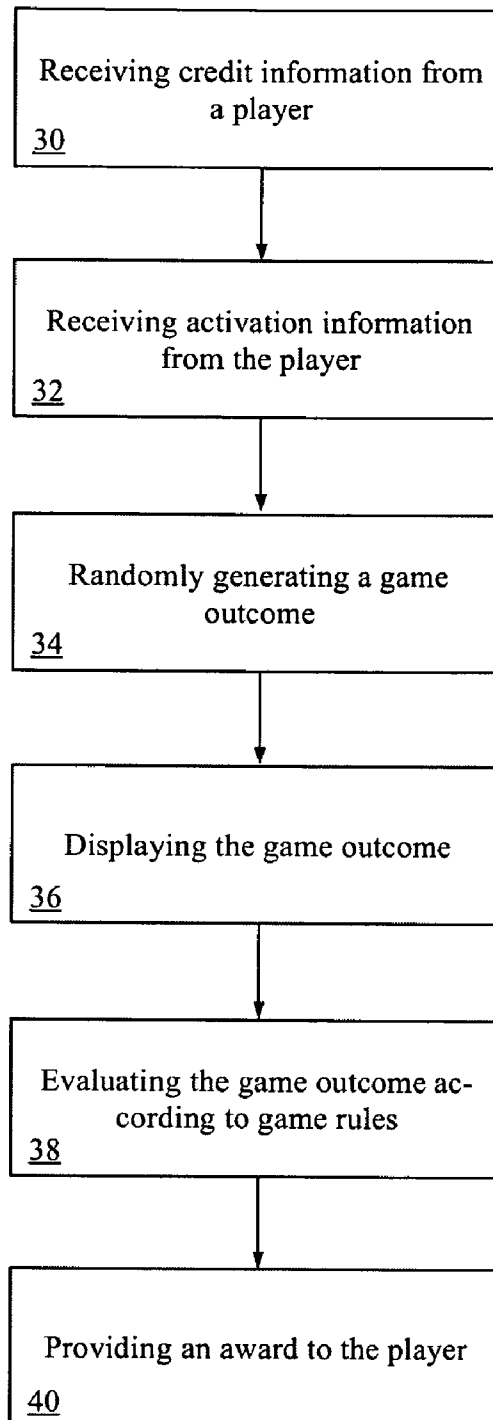 Receiving credit information from
a player
30
Receiving activation information
from the player
32
Randomly generating a game
outcome
34
Displaying the game outcome
36
Evaluating the game outcome ac-
cording to game rules
38
Providing an award to the player
40